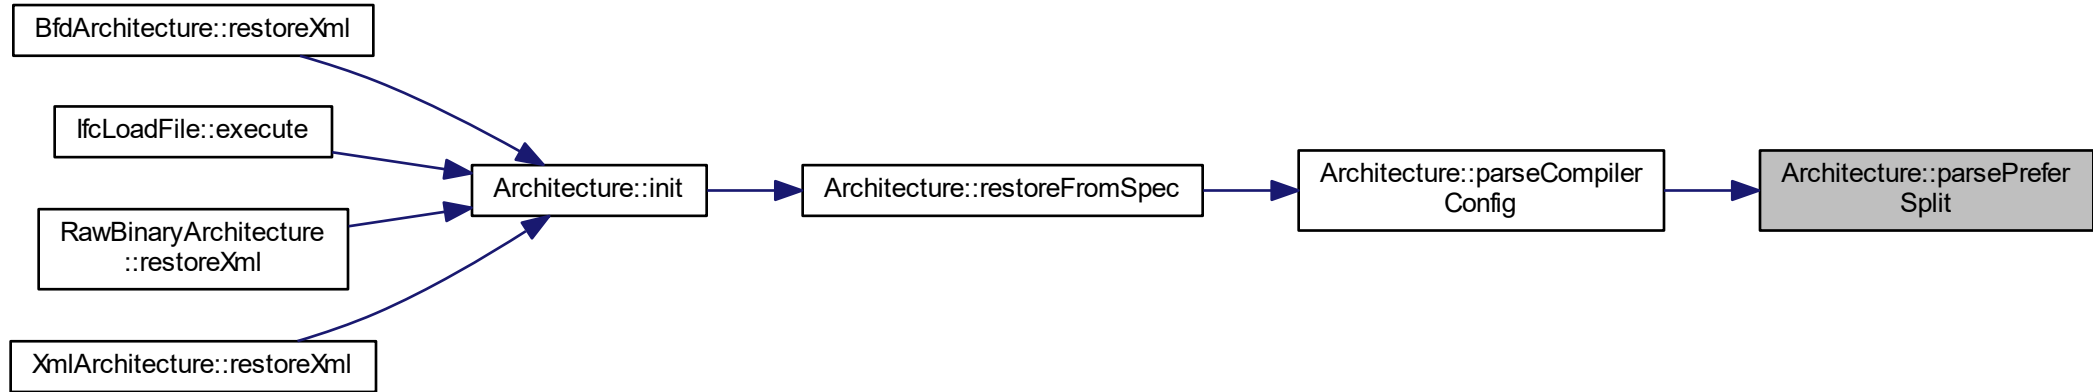 BfdArchitecture::restoreXml
IfcLoadFile::execute
RawBinaryArchitecture
::restoreXml
XmlArchitecture::restoreXml
Architecture::init
Architecture::restoreFromSpec
Architecture::parseCompiler
Config
Architecture::parsePrefer
Split